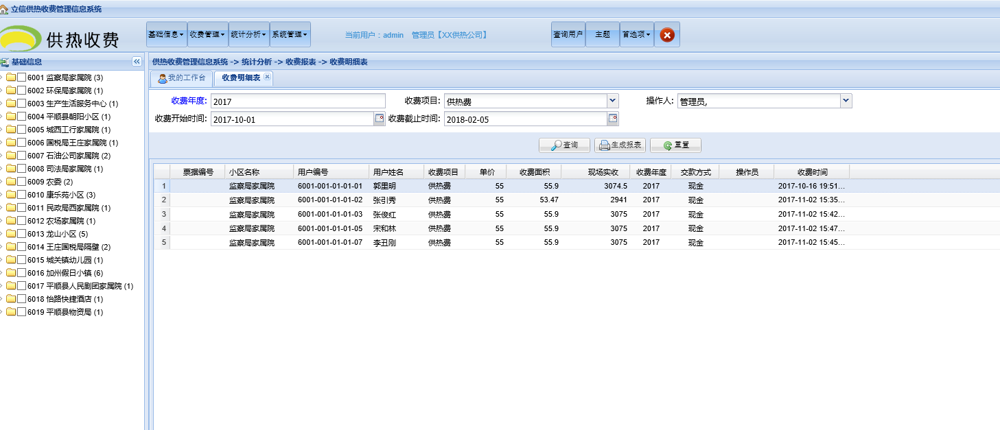 立信供热收费管理信息系统
供热收费
基础信息 收费管理 统计分析 系统管理 当前用户：admin 管理员【XX供热公司】 查询用户 主题 首选项
基础信息
供热收费管理信息系统 -> 统计分析 -> 收费报表 -> 收费明细表
我的工作台 收费明细表
收费年度: 2017 收费项目: 供热费 操作人: 管理员,
收费开始时间: 2017-10-01 收费截止时间: 2018-02-05
查询 生成报表 重置
票据编号 小区名称 用户编号 用户姓名 收费项目 单价 收费面积 现场实收 收费年度 交款方式 操作员 收费时间
1 监察局家属院 6001-001-01-01-01 郭里明 供热费 55 55.9 3074.5 2017 现金 2017-10-16 19:51...
2 监察局家属院 6001-001-01-01-02 张引秀 供热费 55 53.47 2941 2017 现金 2017-11-02 15:35...
3 监察局家属院 6001-001-01-01-03 张俊红 供热费 55 55.9 3075 2017 现金 2017-11-02 15:42...
4 监察局家属院 6001-001-01-01-05 宋和林 供热费 55 55.9 3075 2017 现金 2017-11-02 15:47...
5 监察局家属院 6001-001-01-01-07 李丑刚 供热费 55 55.9 3075 2017 现金 2017-11-02 15:45...
6001 监察局家属院 (3)
6002 环保局家属院 (1)
6003 生产生活服务中心 (1)
6004 平顺县朝阳小区 (1)
6005 城西工行家属院 (1)
6006 国税局王庄家属院 (1)
6007 石油公司家属院 (2)
6008 司法局家属院 (1)
6009 农委 (2)
6010 康乐苑小区 (3)
6011 民政局西家属院 (1)
6012 农场家属院 (1)
6013 龙山小区 (5)
6014 王庄国税局隔壁 (2)
6015 城关镇幼儿园 (1)
6016 加州假日小镇 (6)
6017 平顺县人民剧团家属院 (1)
6018 怡路快捷酒店 (1)
6019 平顺县物资局 (1)